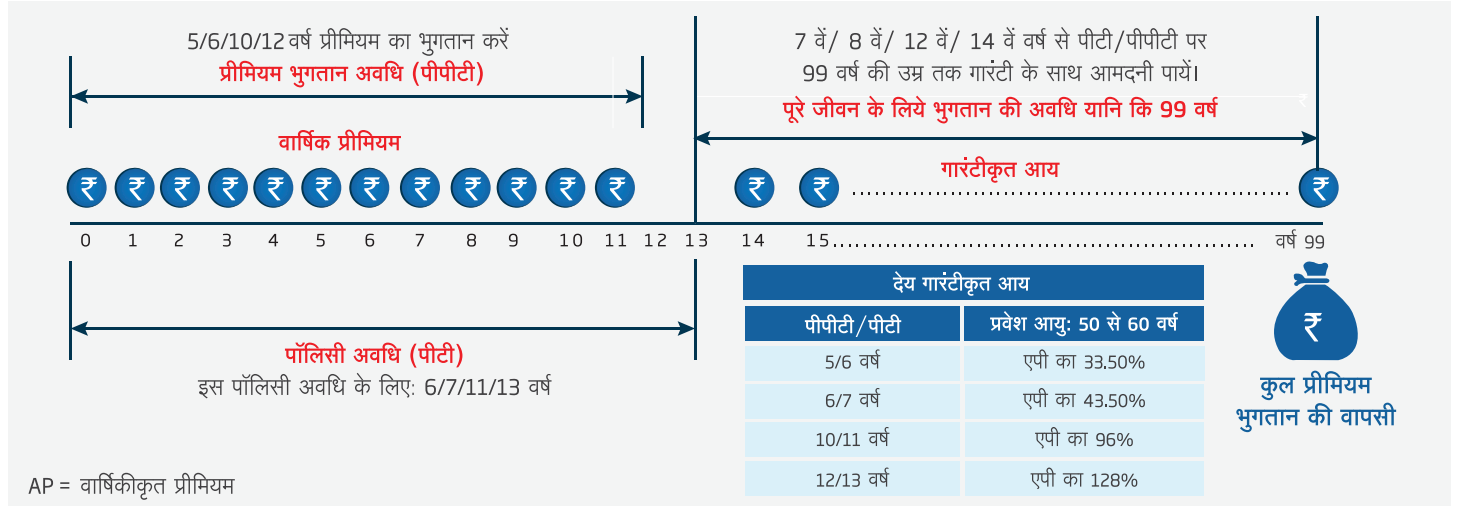 5/6/10/12 वर्ष प्रीमियम का भुगतान करें
प्रीमियम भुगतान अवधि (पीपीटी)
7 वें/ 8 वें/ 12 वें/ 14 वें वर्ष से पीटी/पीपीटी पर
99 वर्ष की उम्र तक गारंटी के साथ आमदनी पायें।
पूरे जीवन के लिये भुगतान की अवधि यानि कि 99 वर्ष
वार्षिक प्रीमियम
गारंटीकृत आय
₹ ₹ ₹ ₹ ₹ ₹ ₹ ₹ ₹ ₹ ₹ ₹ ₹ ₹ ............ ₹
0 1 2 3 4 5 6 7 8 9 10 11 12 13 14 15............ वर्ष 99
पॉलिसी अवधि (पीटी)
इस पॉलिसी अवधि के लिए: 6/7/11/13 वर्ष
देय गारंटीकृत आय
पीपीटी/पीटी प्रवेश आयु: 50 से 60 वर्ष
5/6 वर्ष एपी का 33.50%
6/7 वर्ष एपी का 43.50%
10/11 वर्ष एपी का 96%
12/13 वर्ष एपी का 128%
₹
कुल प्रीमियम
भुगतान की वापसी
AP = वार्षिकीकृत प्रीमियम